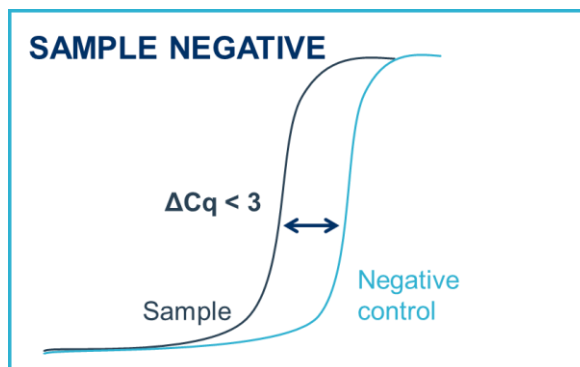 SAMPLE NEGATIVE
ΔCq < 3
Sample
Negative
control